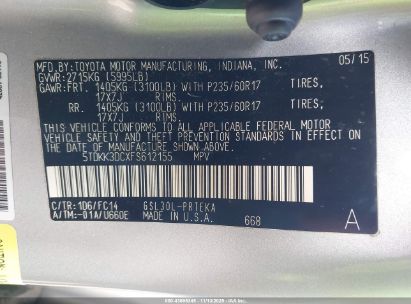 MFD. BY: TOYOTA MOTOR MANUFACTURING, INDIANA, INC. 05/15
GVWR: 2715KG (5995LB)
GAWR: FRT. 1405KG (3100LB) WITH P235/60R17 TIRES,
17X7J RIMS.
RR. 1405KG (3100LB) WITH P235/60R17 TIRES,
17X7J RIMS.
THIS VEHICLE CONFORMS TO ALL APPLICABLE FEDERAL MOTOR
VEHICLE SAFETY AND THEFT PREVENTION STANDARDS IN
EFFECT ON THE DATE OF MANUFACTURE SHOWN ABOVE.
5TDKK3DCXFS612155 MPV
C/TR: 1D6/FC14 GSL30L-PRTEKA
A/TM: -01A/U660E MADE IN U.S.A. 668 A